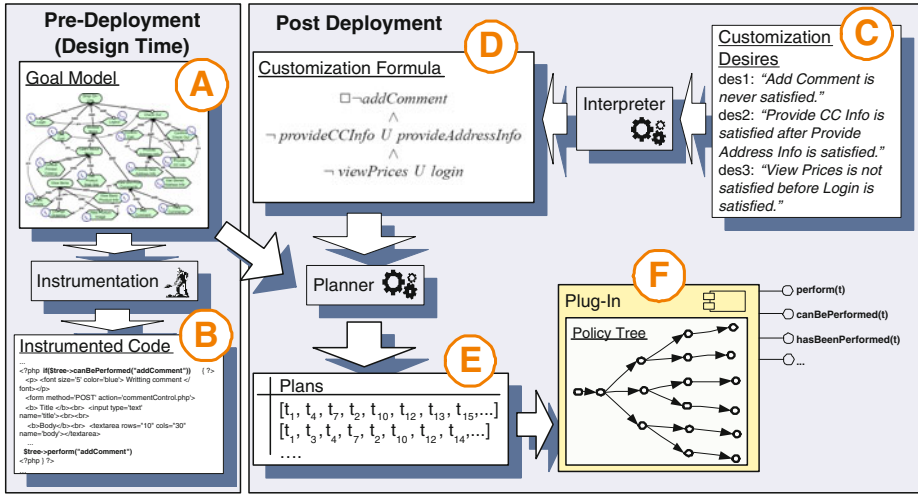 Pre-Deployment
(Design Time)
A
Goal Model
Instrumentation
B
Instrumented Code
...
<?php if($tree->canBePerformed("addComment")) { ?>
<p> <font size='5' color='blue'> Writting comment </
font></p>
<form method='POST' action='commentControl.php'>
<b> Title </b><br> <input type='text'
name='title'><br><br>
<b>Body</b><br> <textarea rows="10" cols="30"
name='body'></textarea>
...
$tree->perform("addComment")
<?php } ?>
...
Post Deployment
D
Customization Formula
□¬addComment
∧
¬ provideCCInfo U provideAddressInfo
∧
¬ viewPrices U login
Interpreter
C
Customization
Desires
des1: “Add Comment is
never satisfied.”
des2: “Provide CC Info is
satisfied after Provide
Address Info is satisfied.”
des3: “View Prices is not
satisfied before Login is
satisfied.”
Planner
E
Plans
[t1, t4, t7, t2, t10, t12, t13, t15,...]
[t1, t3, t4, t7, t2, t10, t12, t14,...]
....
F
Plug-In
Policy Tree
perform(t)
canBePerformed(t)
hasBeenPerformed(t)
...